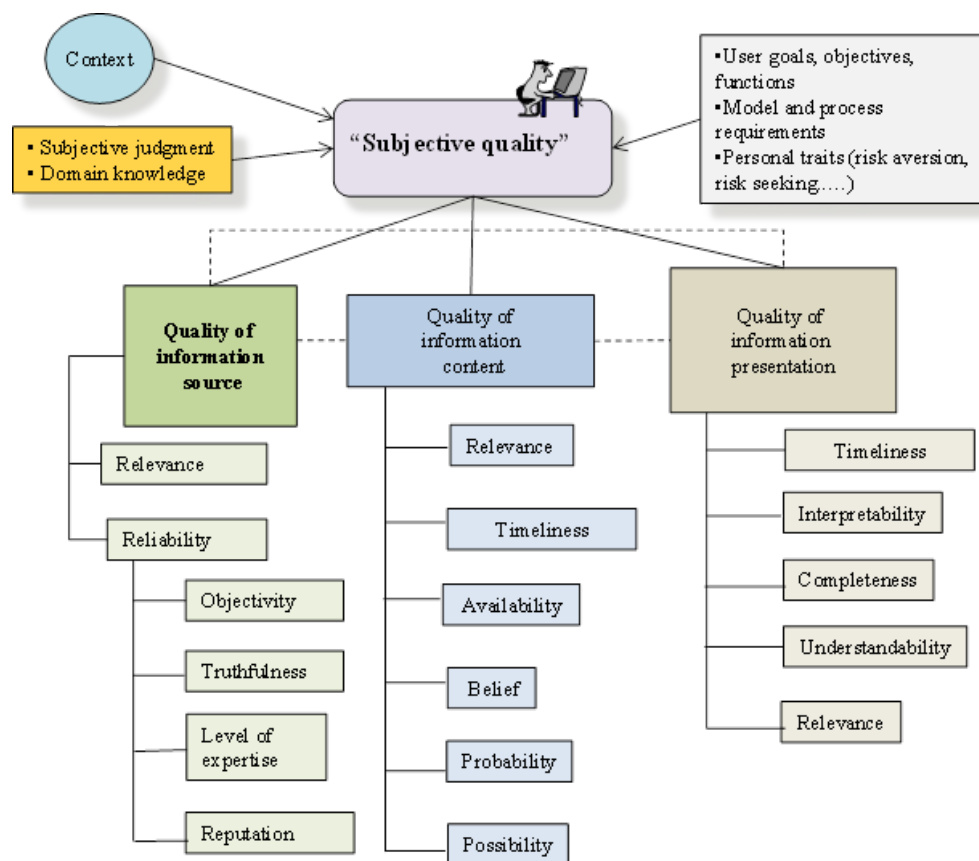 Context
▪ Subjective judgment
▪ Domain knowledge
“Subjective quality”
▪User goals, objectives,
functions
▪Model and process
requirements
▪Personal traits (risk aversion,
risk seeking.....)
Quality of
information
source
Relevance
Reliability
Objectivity
Truthfulness
Level of
expertise
Reputation
Quality of
information
content
Relevance
Timeliness
Availability
Belief
Probability
Possibility
Quality of
information
presentation
Timeliness
Interpretability
Completeness
Understandability
Relevance